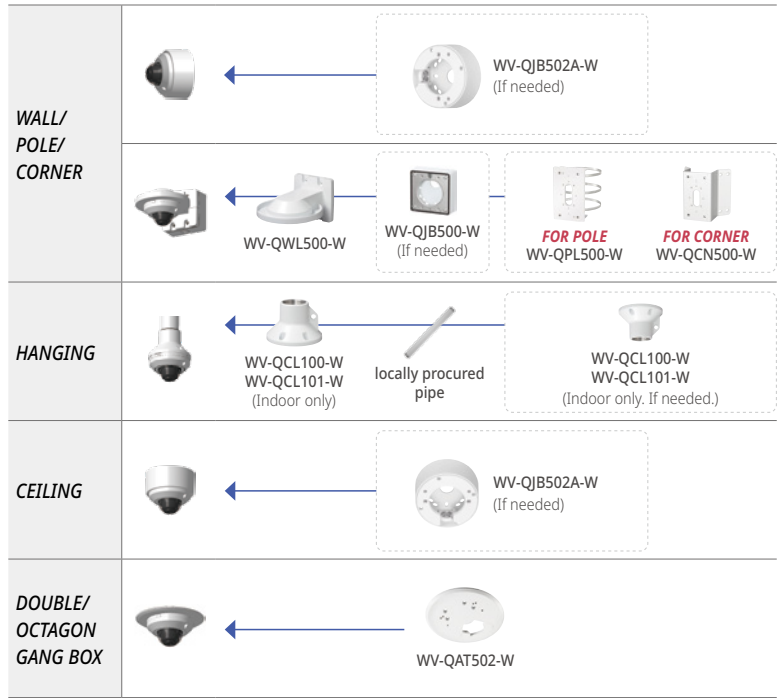 WALL/
POLE/
CORNER
WV-QJB502A-W
(If needed)
WV-QWL500-W
WV-QJB500-W
(If needed)
FOR POLE
WV-QPL500-W
FOR CORNER
WV-QCN500-W
HANGING
WV-QCL100-W
WV-QCL101-W
(Indoor only)
locally procured
pipe
WV-QCL100-W
WV-QCL101-W
(Indoor only. If needed.)
CEILING
WV-QJB502A-W
(If needed)
DOUBLE/
OCTAGON
GANG BOX
WV-QAT502-W